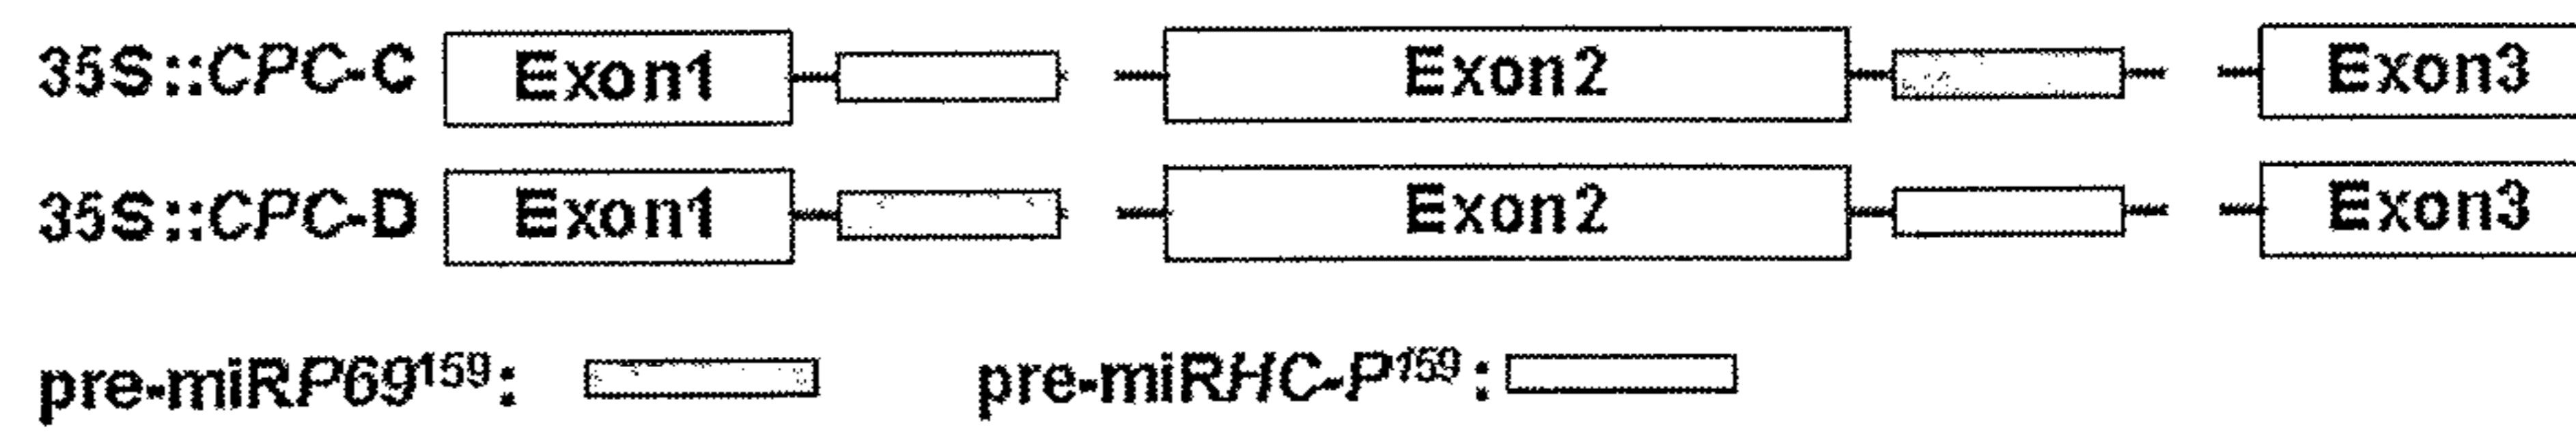 35S::CPC-C Exon1 Exon2 Exon3
35S::CPC-D Exon1 Exon2 Exon3
pre-miRP69¹⁵⁹: pre-miRHC-P¹⁵⁹: